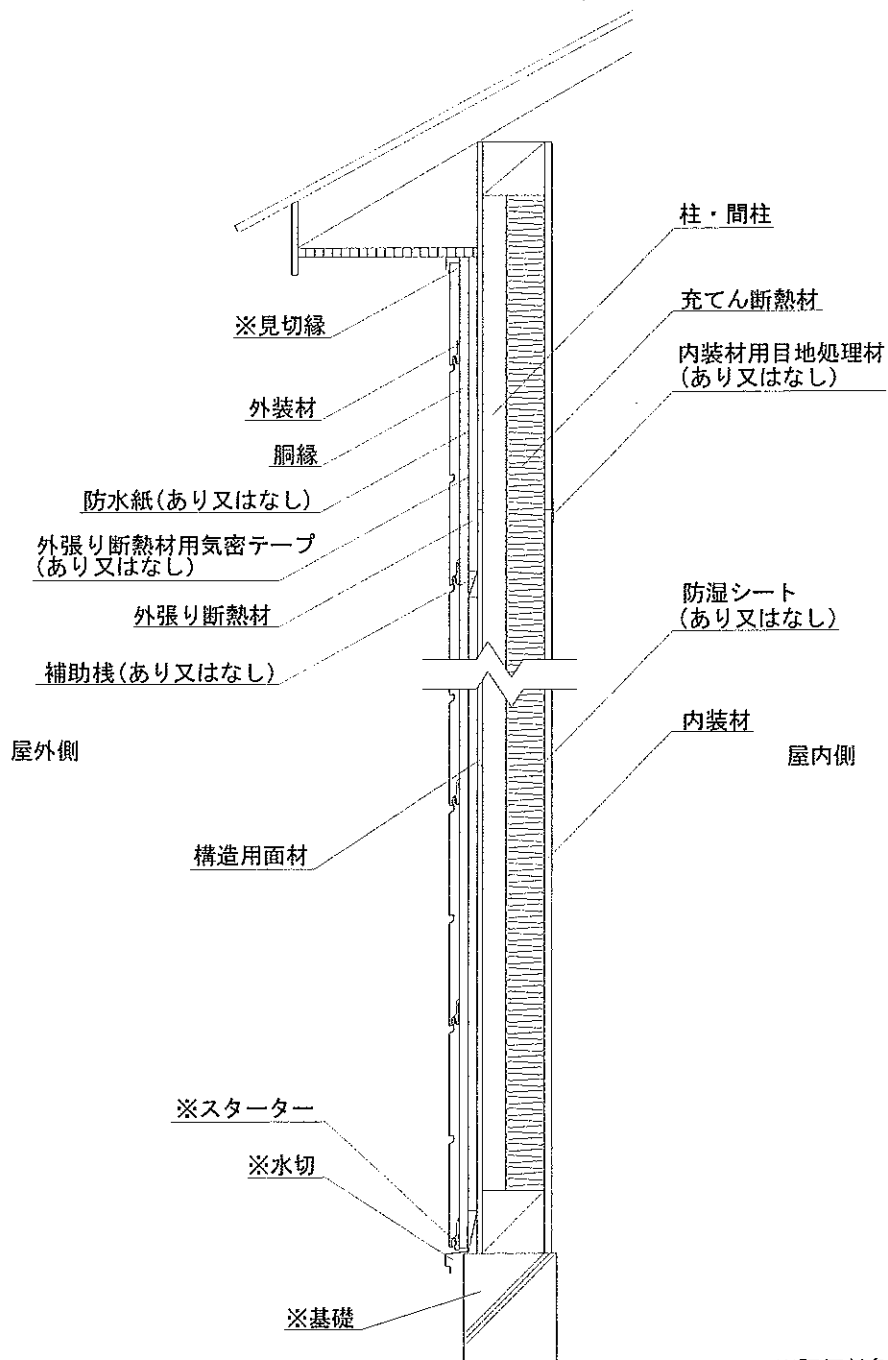 柱・間柱
充てん断熱材
内装材用目地処理材
(あり又はなし)
※見切縁
外装材
胴縁
防水紙(あり又はなし)
外張り断熱材用気密テープ
(あり又はなし)
外張り断熱材
補助桟(あり又はなし)
防湿シート
(あり又はなし)
内装材
屋外側
屋内側
構造用面材
※スターター
※水切
※基礎